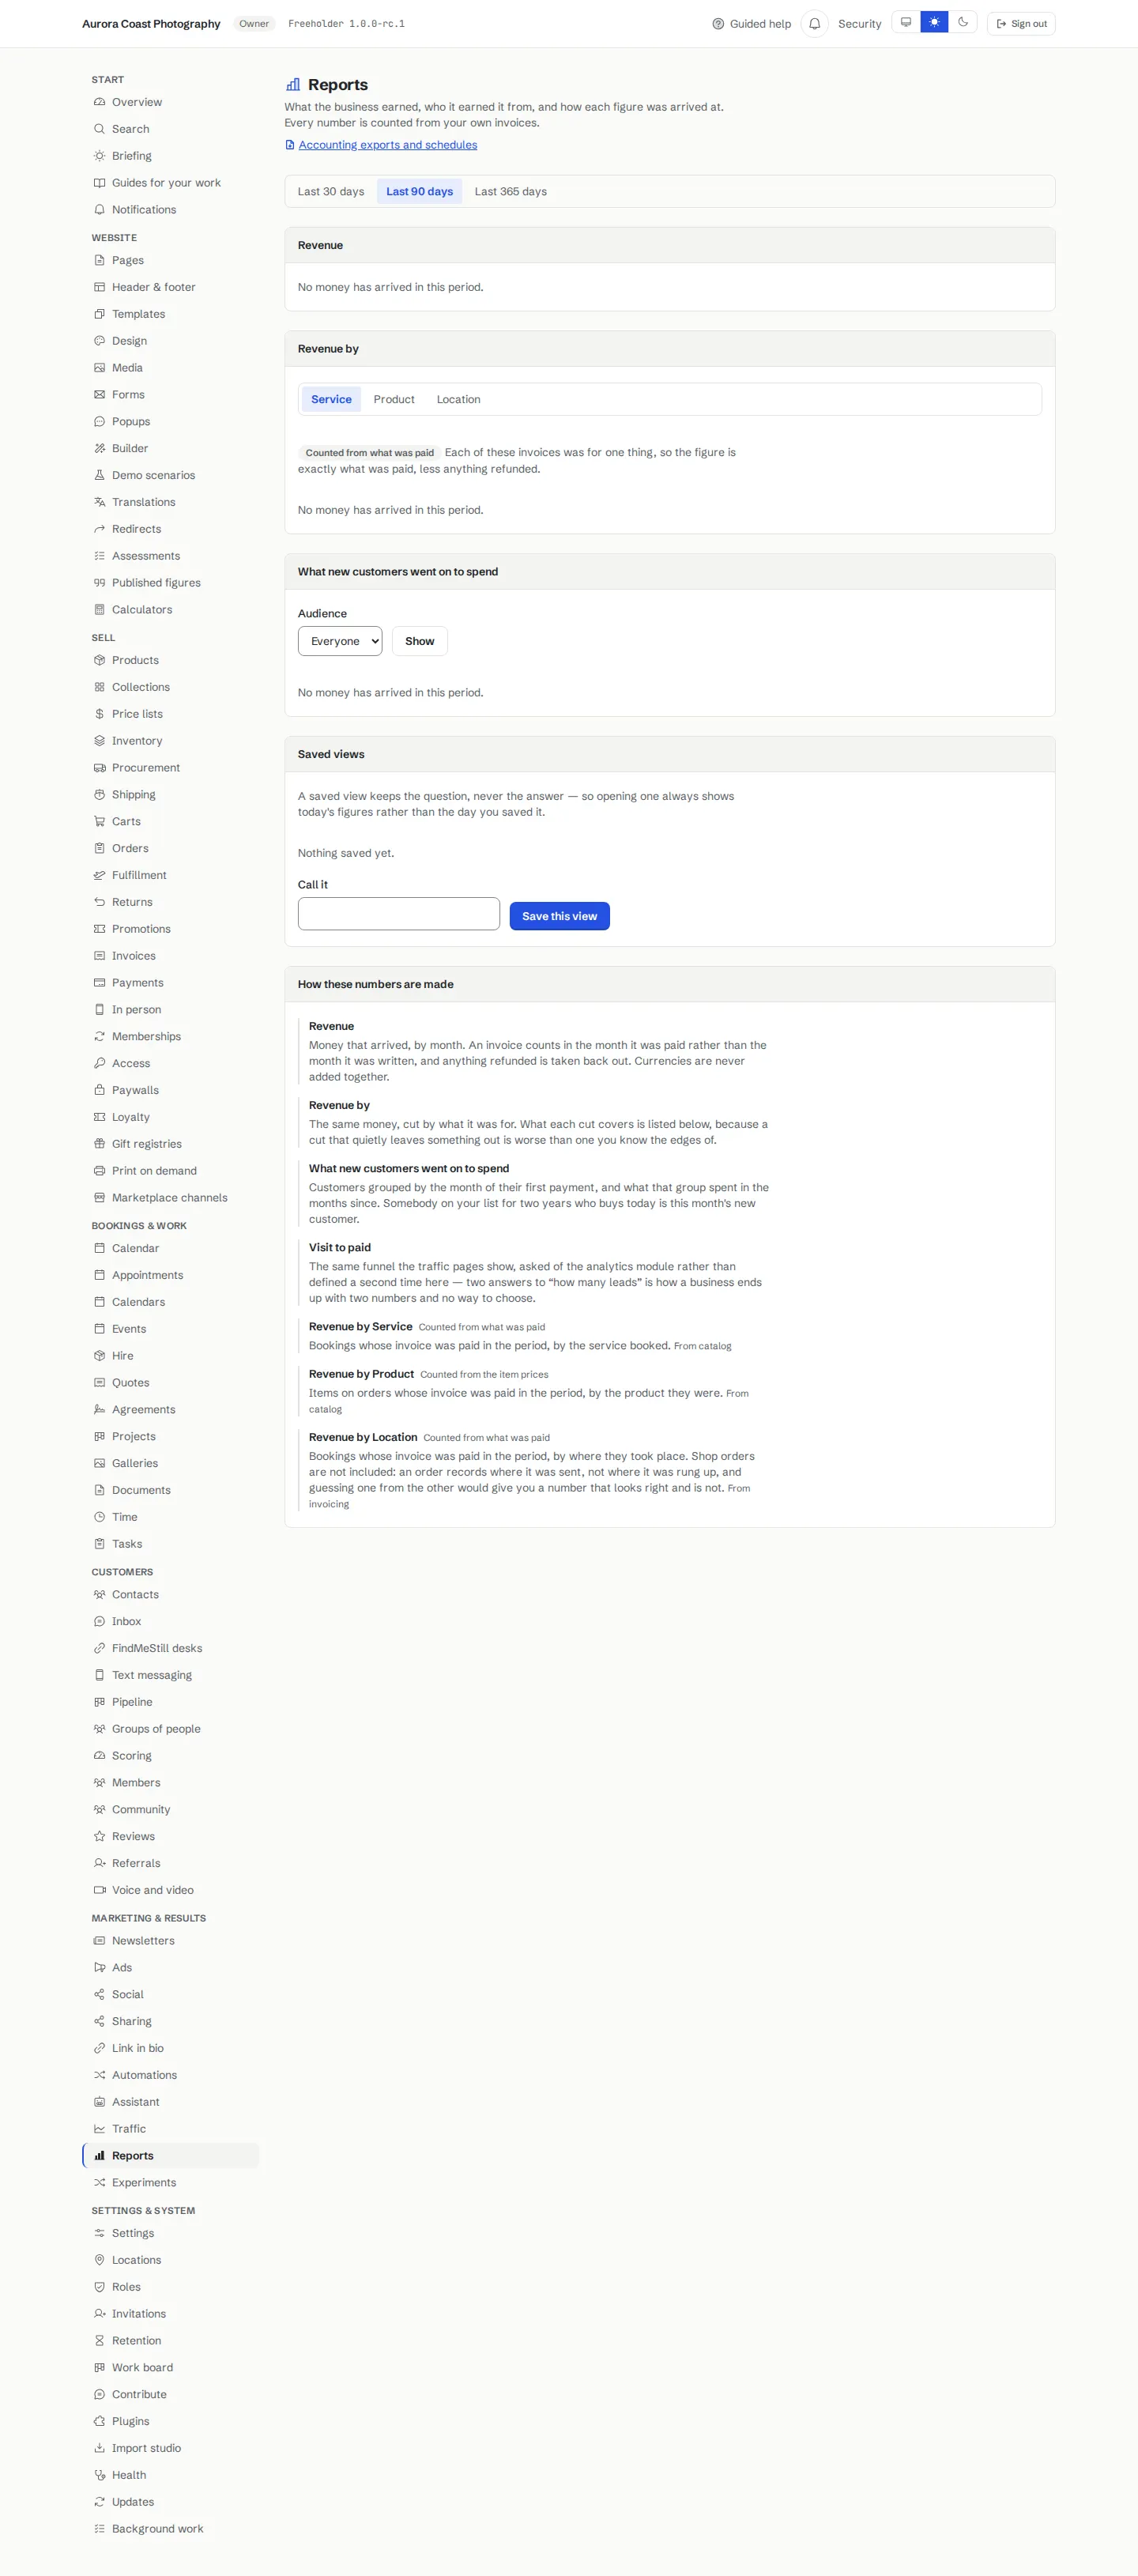 Aurora Coast Photography Owner Freeholder 1.0.0-rc.1 Guided help Security Sign out
START
Overview
Search
Briefing
Guides for your work
Notifications
WEBSITE
Pages
Header & footer
Templates
Design
Media
Forms
Popups
Builder
Demo scenarios
Translations
Redirects
Assessments
Published figures
Calculators
SELL
Products
Collections
Price lists
Inventory
Procurement
Shipping
Carts
Orders
Fulfillment
Returns
Promotions
Invoices
Payments
In person
Memberships
Access
Paywalls
Loyalty
Gift registries
Print on demand
Marketplace channels
BOOKINGS & WORK
Calendar
Appointments
Calendars
Events
Hire
Quotes
Agreements
Projects
Galleries
Documents
Time
Tasks
CUSTOMERS
Contacts
Inbox
FindMeStill desks
Text messaging
Pipeline
Groups of people
Scoring
Members
Community
Reviews
Referrals
Voice and video
MARKETING & RESULTS
Newsletters
Ads
Social
Sharing
Link in bio
Automations
Assistant
Traffic
Reports
Experiments
SETTINGS & SYSTEM
Settings
Locations
Roles
Invitations
Retention
Work board
Contribute
Plugins
Import studio
Health
Updates
Background work
Reports
What the business earned, who it earned it from, and how each figure was arrived at.
Every number is counted from your own invoices.
Accounting exports and schedules
Last 30 days Last 90 days Last 365 days
Revenue
No money has arrived in this period.
Revenue by
Service Product Location
Counted from what was paid Each of these invoices was for one thing, so the figure is
exactly what was paid, less anything refunded.
No money has arrived in this period.
What new customers went on to spend
Audience
Everyone Show
No money has arrived in this period.
Saved views
A saved view keeps the question, never the answer — so opening one always shows
today's figures rather than the day you saved it.
Nothing saved yet.
Call it
Save this view
How these numbers are made
Revenue
Money that arrived, by month. An invoice counts in the month it was paid rather than the
month it was written, and anything refunded is taken back out. Currencies are never
added together.
Revenue by
The same money, cut by what it was for. What each cut covers is listed below, because a
cut that quietly leaves something out is worse than one you know the edges of.
What new customers went on to spend
Customers grouped by the month of their first payment, and what that group spent in the
months since. Somebody on your list for two years who buys today is this month's new
customer.
Visit to paid
The same funnel the traffic pages show, asked of the analytics module rather than
defined a second time here — two answers to “how many leads” is how a business ends
up with two numbers and no way to choose.
Revenue by Service Counted from what was paid
Bookings whose invoice was paid in the period, by the service booked. From catalog
Revenue by Product Counted from the item prices
Items on orders whose invoice was paid in the period, by the product they were. From
catalog
Revenue by Location Counted from what was paid
Bookings whose invoice was paid in the period, by where they took place. Shop orders
are not included: an order records where it was sent, not where it was rung up, and
guessing one from the other would give you a number that looks right and is not. From
invoicing